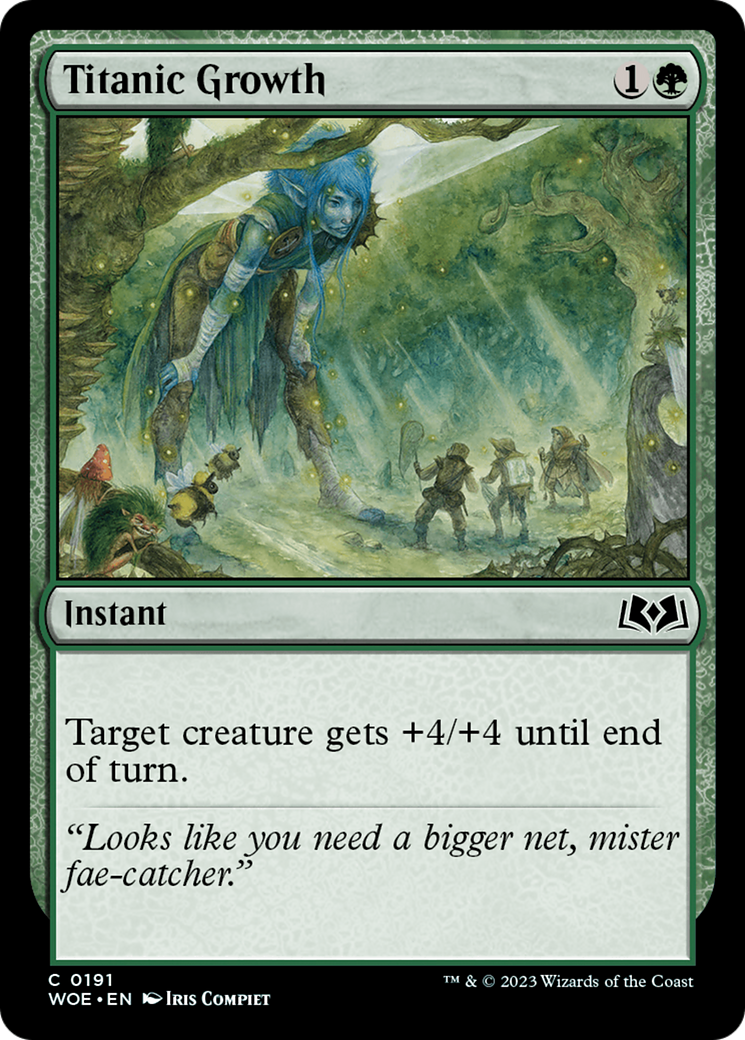 Titanic Growth 1
Instant
Target creature gets +4/+4 until end
of turn.
“Looks like you need a bigger net, mister
fae-catcher.”
C 0191 ™ & © 2023 Wizards of the Coast
WOE • EN Iris Compiet